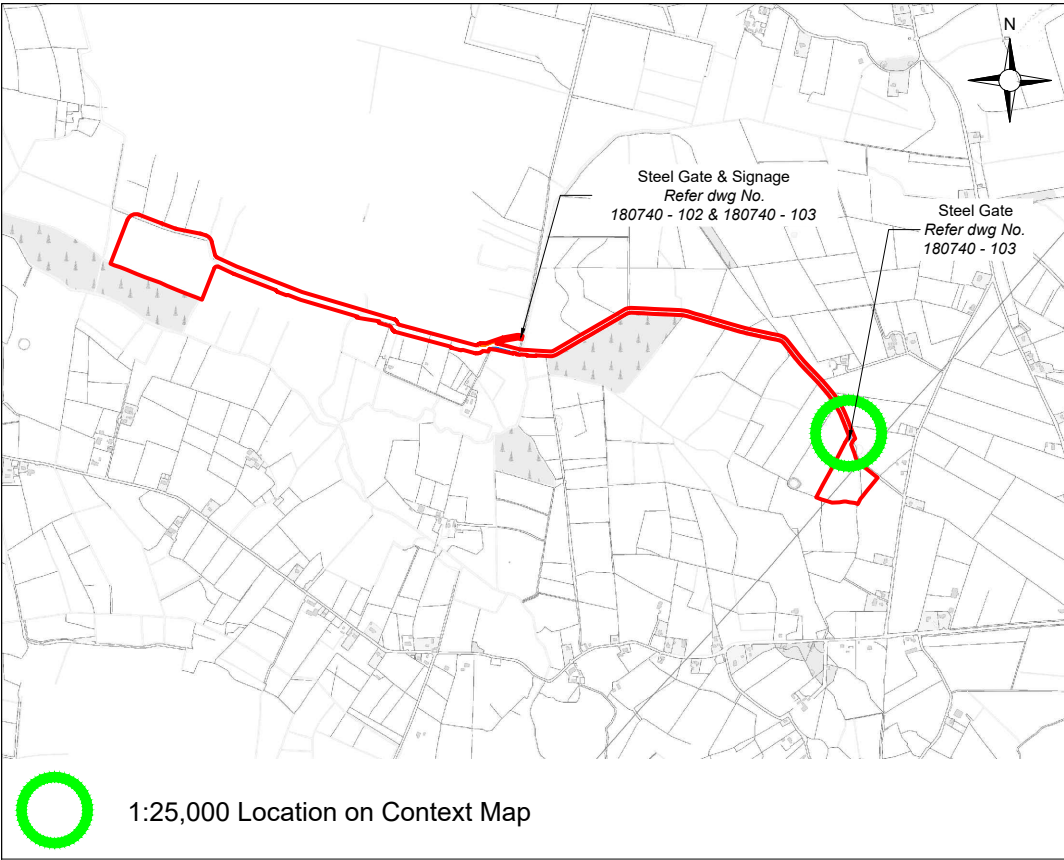 N
Steel Gate & Signage
Refer dwg No.
180740 - 102 & 180740 - 103
Steel Gate
Refer dwg No.
180740 - 103
1:25,000 Location on Context Map